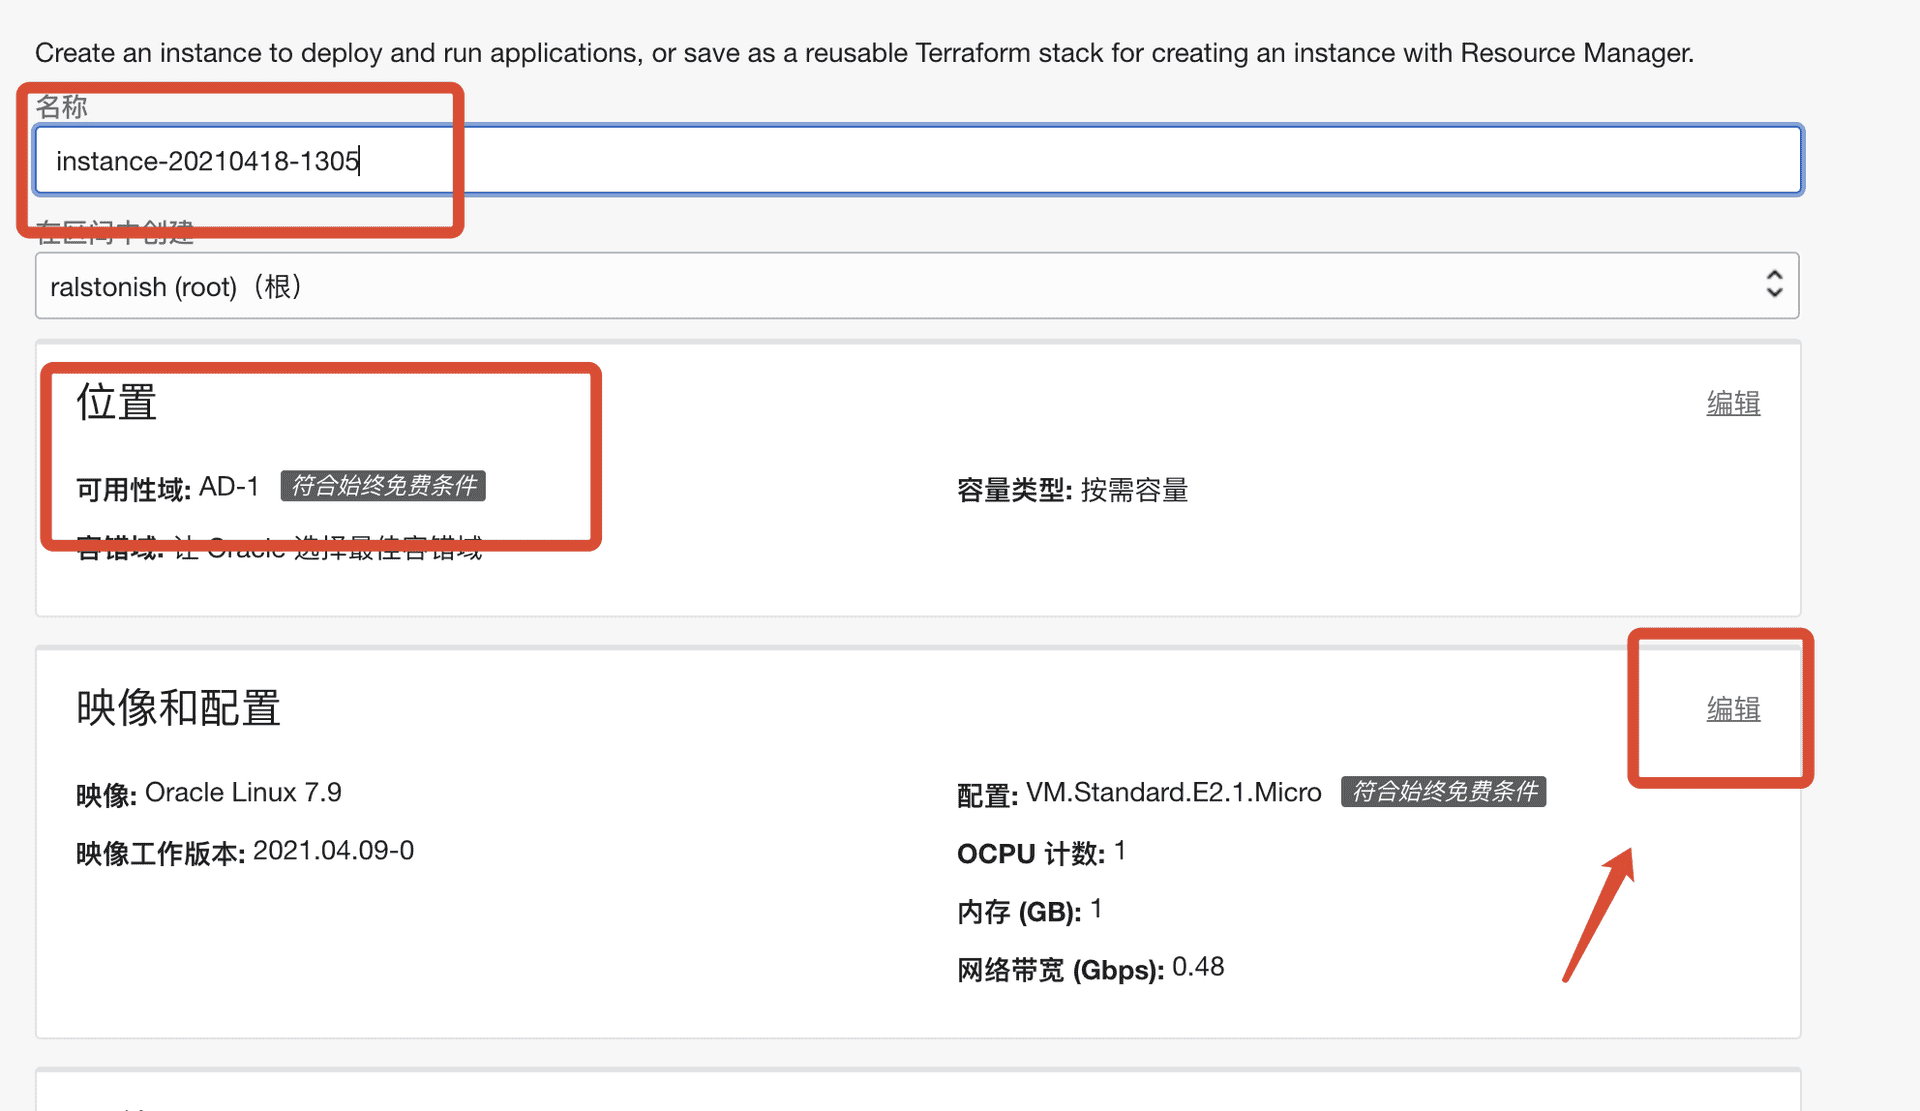 Create an instance to deploy and run applications, or save as a reusable Terraform stack for creating an instance with Resource Manager.
名称
instance-20210418-1305
在区间中创建
ralstonish (root)（根）
位置
编辑
可用性域: AD-1 符合始终免费条件
容量类型: 按需容量
容错域: 让 Oracle 选择最佳容错域
映像和配置
编辑
映像: Oracle Linux 7.9
配置: VM.Standard.E2.1.Micro 符合始终免费条件
映像工作版本: 2021.04.09-0
OCPU 计数: 1
内存 (GB): 1
网络带宽 (Gbps): 0.48